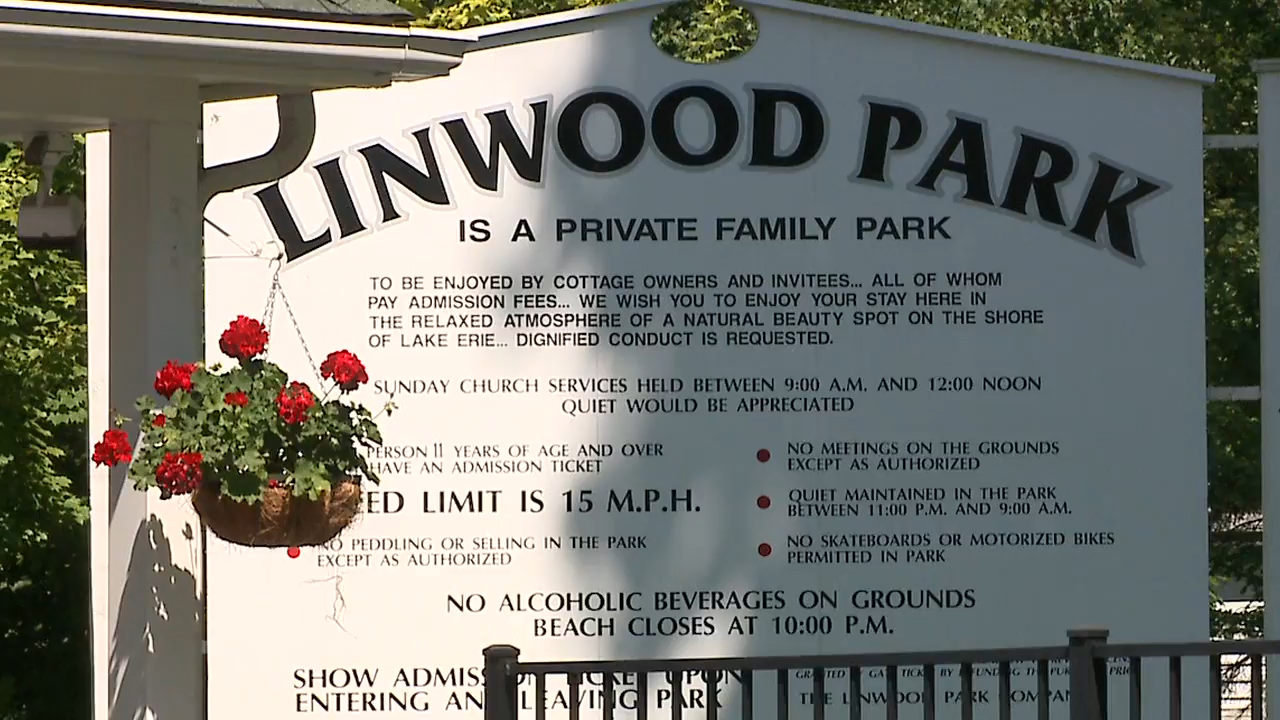 LINWOOD PARK
IS A PRIVATE FAMILY PARK
TO BE ENJOYED BY COTTAGE OWNERS AND INVITEES... ALL OF WHOM
PAY ADMISSION FEES... WE WISH YOU TO ENJOY YOUR STAY HERE IN
THE RELAXED ATMOSPHERE OF A NATURAL BEAUTY SPOT ON THE SHORE
OF LAKE ERIE... DIGNIFIED CONDUCT IS REQUESTED.
SUNDAY CHURCH SERVICES HELD BETWEEN 9:00 A.M. AND 12:00 NOON
QUIET WOULD BE APPRECIATED
PERSON 11 YEARS OF AGE AND OVER
HAVE AN ADMISSION TICKET
LIMIT IS 15 M.P.H.
NO PEDDLING OR SELLING IN THE PARK
EXCEPT AS AUTHORIZED
NO MEETINGS ON THE GROUNDS
EXCEPT AS AUTHORIZED
QUIET MAINTAINED IN THE PARK
BETWEEN 11:00 P.M. AND 9:00 A.M.
NO SKATEBOARDS OR MOTORIZED BIKES
PERMITTED IN PARK
NO ALCOHOLIC BEVERAGES ON GROUNDS
BEACH CLOSES AT 10:00 P.M.
SHOW ADMISSION TICKET UPON
ENTERING AND LEAVING PARK
THE LINWOOD PARK COMPANY